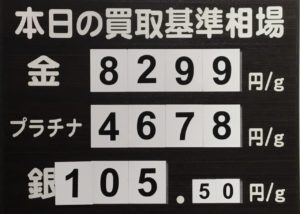 本日の買取基準相場
金 8299 円/g
プラチナ 4678 円/g
銀 105.50 円/g